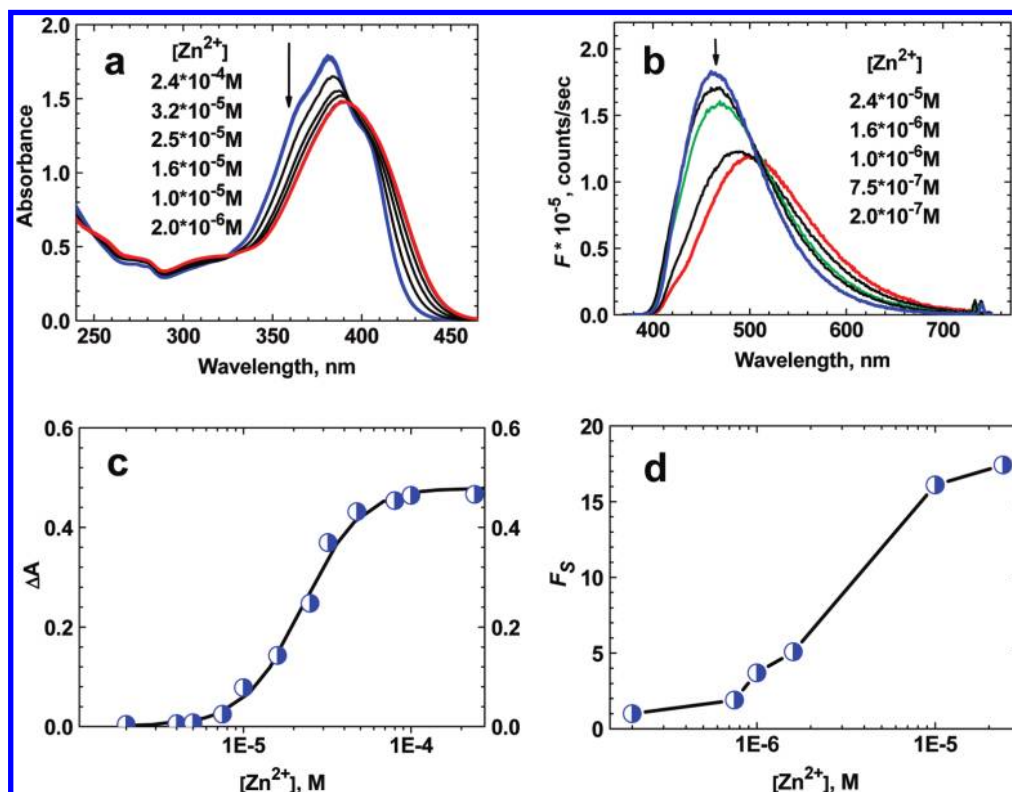 a
[Zn²⁺]
2.4*10⁻⁴M
3.2*10⁻⁵M
2.5*10⁻⁵M
1.6*10⁻⁵M
1.0*10⁻⁵M
2.0*10⁻⁶M
2.0
1.5
1.0
0.5
0.0
Absorbance
250 300 350 400 450
Wavelength, nm
b
[Zn²⁺]
2.4*10⁻⁵M
1.6*10⁻⁶M
1.0*10⁻⁶M
7.5*10⁻⁷M
2.0*10⁻⁷M
2.0
1.5
1.0
0.5
0.0
F* 10⁻⁵, counts/sec
400 500 600 700
Wavelength, nm
c
0.6
0.4
0.2
0.0
ΔA
0.6
0.4
0.2
0.0
1E-5 1E-4
[Zn²⁺], M
d
20
15
10
5
0
F_S
1E-6 1E-5
[Zn²⁺], M